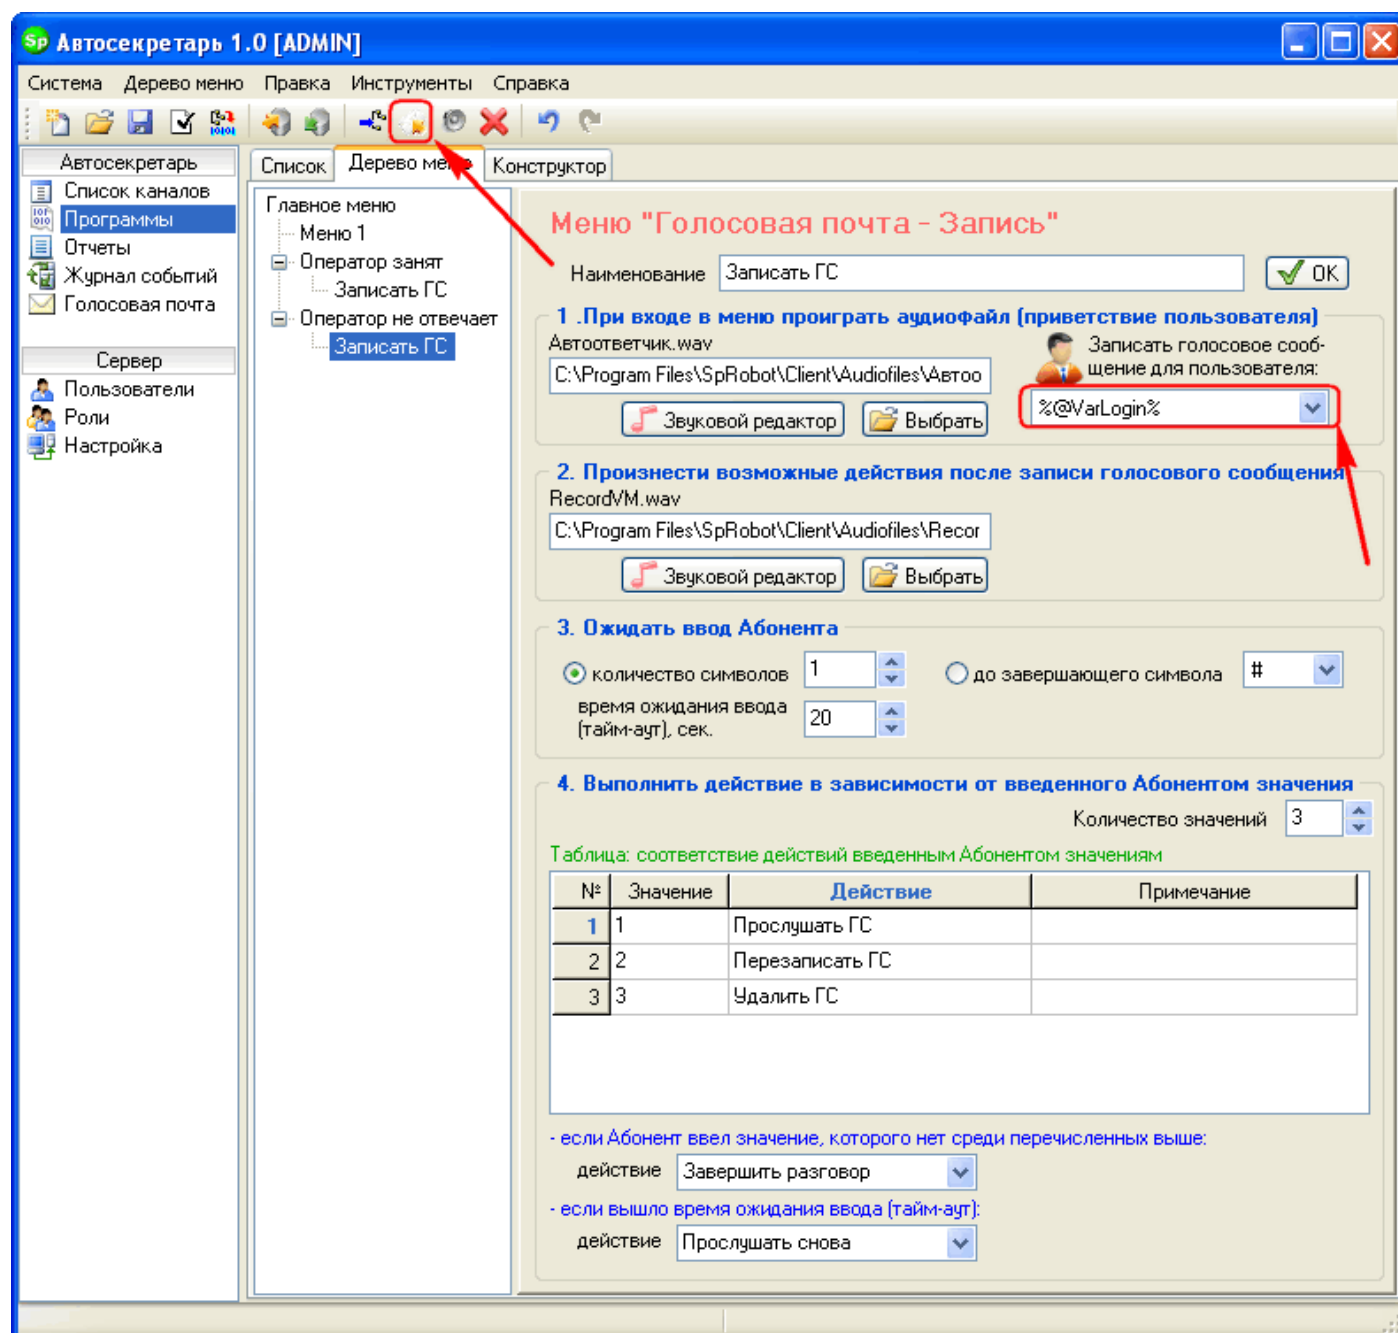 Sp Автосекретарь 1.0 [ADMIN]
Система Дерево меню Правка Инструменты Справка
Автосекретарь
Список каналов
Программы
Отчеты
Журнал событий
Голосовая почта
Сервер
Пользователи
Роли
Настройка
Список Дерево Конструктор
Главное меню
Меню 1
Оператор занят
Записать ГС
Оператор не отвечает
Записать ГС
Меню "Голосовая почта - Запись"
Наименование Записать ГС OK
1 .При входе в меню проиграть аудиофайл (приветствие пользователя)
Автоответчик.wav
C:\Program Files\SpRobot\Client\Audiofiles\Автоо
Звуковой редактор Выбрать
Записать голосовое сооб-
щение для пользователя:
%@VarLogin%
2. Произнести возможные действия после записи голосового сообщения
RecordVM.wav
C:\Program Files\SpRobot\Client\Audiofiles\Recor
Звуковой редактор Выбрать
3. Ожидать ввод Абонента
количество символов 1 до завершающего символа #
время ожидания ввода
(тайм-аут), сек. 20
4. Выполнить действие в зависимости от введенного Абонентом значения
Количество значений 3
Таблица: соответствие действий введенным Абонентом значениям
№ Значение Действие Примечание
1 1 Прослушать ГС
2 2 Перезаписать ГС
3 3 Удалить ГС
- если Абонент ввел значение, которого нет среди перечисленных выше:
действие Завершить разговор
- если вышло время ожидания ввода (тайм-аут):
действие Прослушать снова